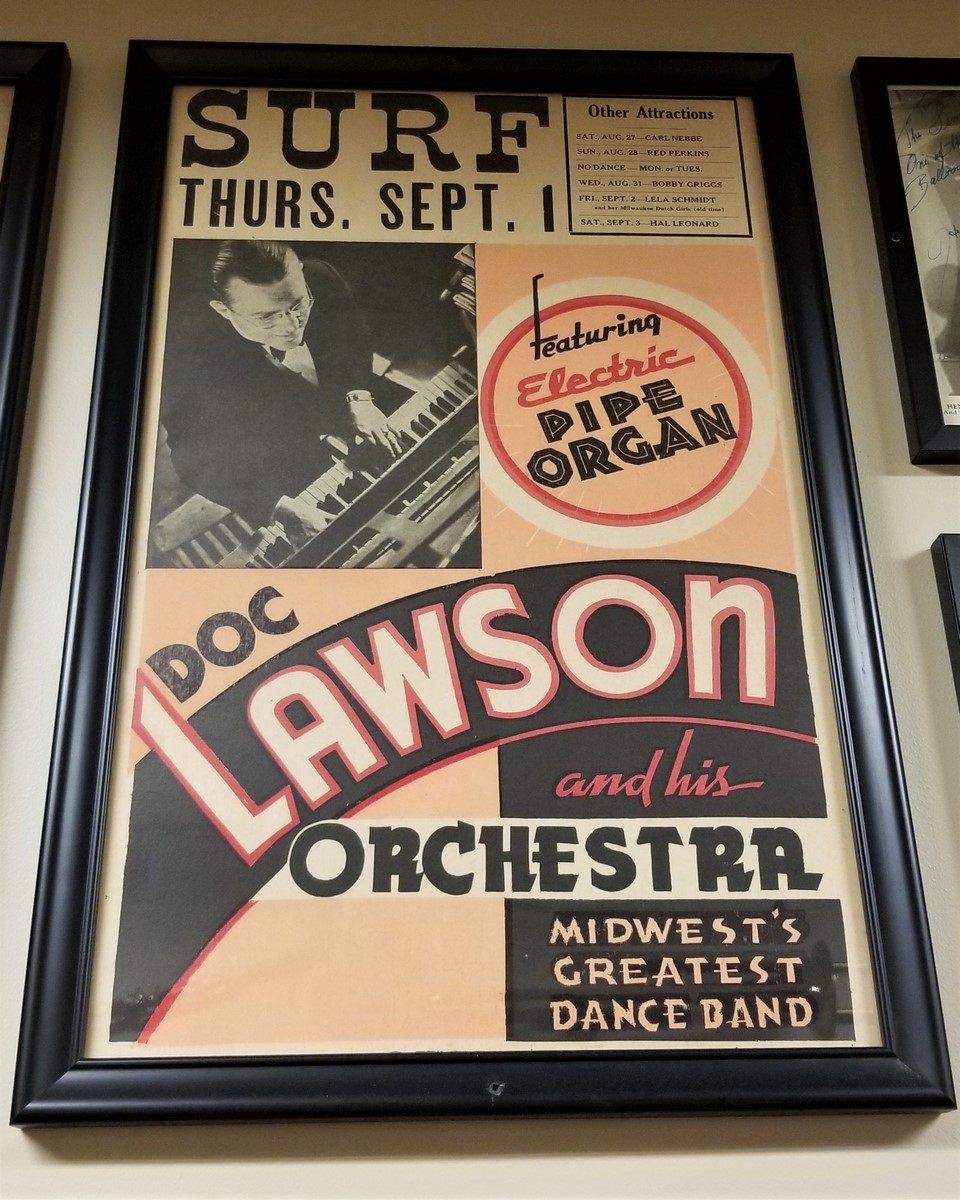 SURF
THURS. SEPT. 1
Other Attractions
SAT., AUG. 27—CARL NEBBE
SUN., AUG. 28—RED PERKINS
NO DANCE—MON. or TUES.
WED., AUG. 31—BOBBY GRIGGS
FRI., SEPT. 2—LELA SCHMIDT
and her Milwaukee Dutch Girls (old time)
SAT., SEPT. 3—HAL LEONARD
Featuring
Electric
PIPE
ORGAN
DOC
LAWSON
and his
ORCHESTRA
MIDWEST'S
GREATEST
DANCE BAND